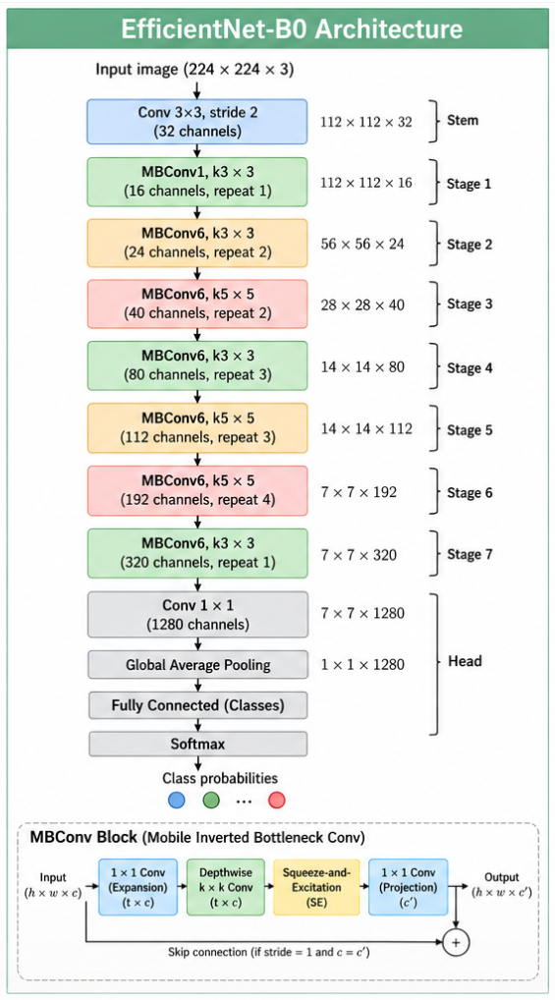 EfficientNet-B0 Architecture
Input image (224 × 224 × 3)
Conv 3×3, stride 2
(32 channels)
112 × 112 × 32
Stem
MBConv1, k3 × 3
(16 channels, repeat 1)
112 × 112 × 16
Stage 1
MBConv6, k3 × 3
(24 channels, repeat 2)
56 × 56 × 24
Stage 2
MBConv6, k5 × 5
(40 channels, repeat 2)
28 × 28 × 40
Stage 3
MBConv6, k3 × 3
(80 channels, repeat 3)
14 × 14 × 80
Stage 4
MBConv6, k5 × 5
(112 channels, repeat 3)
14 × 14 × 112
Stage 5
MBConv6, k5 × 5
(192 channels, repeat 4)
7 × 7 × 192
Stage 6
MBConv6, k3 × 3
(320 channels, repeat 1)
7 × 7 × 320
Stage 7
Conv 1 × 1
(1280 channels)
7 × 7 × 1280
Global Average Pooling
1 × 1 × 1280
Head
Fully Connected (Classes)
Softmax
Class probabilities
...
MBConv Block (Mobile Inverted Bottleneck Conv)
Input
(h × w × c)
1 × 1 Conv
(Expansion)
(t × c)
Depthwise
k × k Conv
(t × c)
Squeeze-and-
Excitation
(SE)
1 × 1 Conv
(Projection)
(c′)
Output
(h × w × c′)
+
Skip connection (if stride = 1 and c = c′)